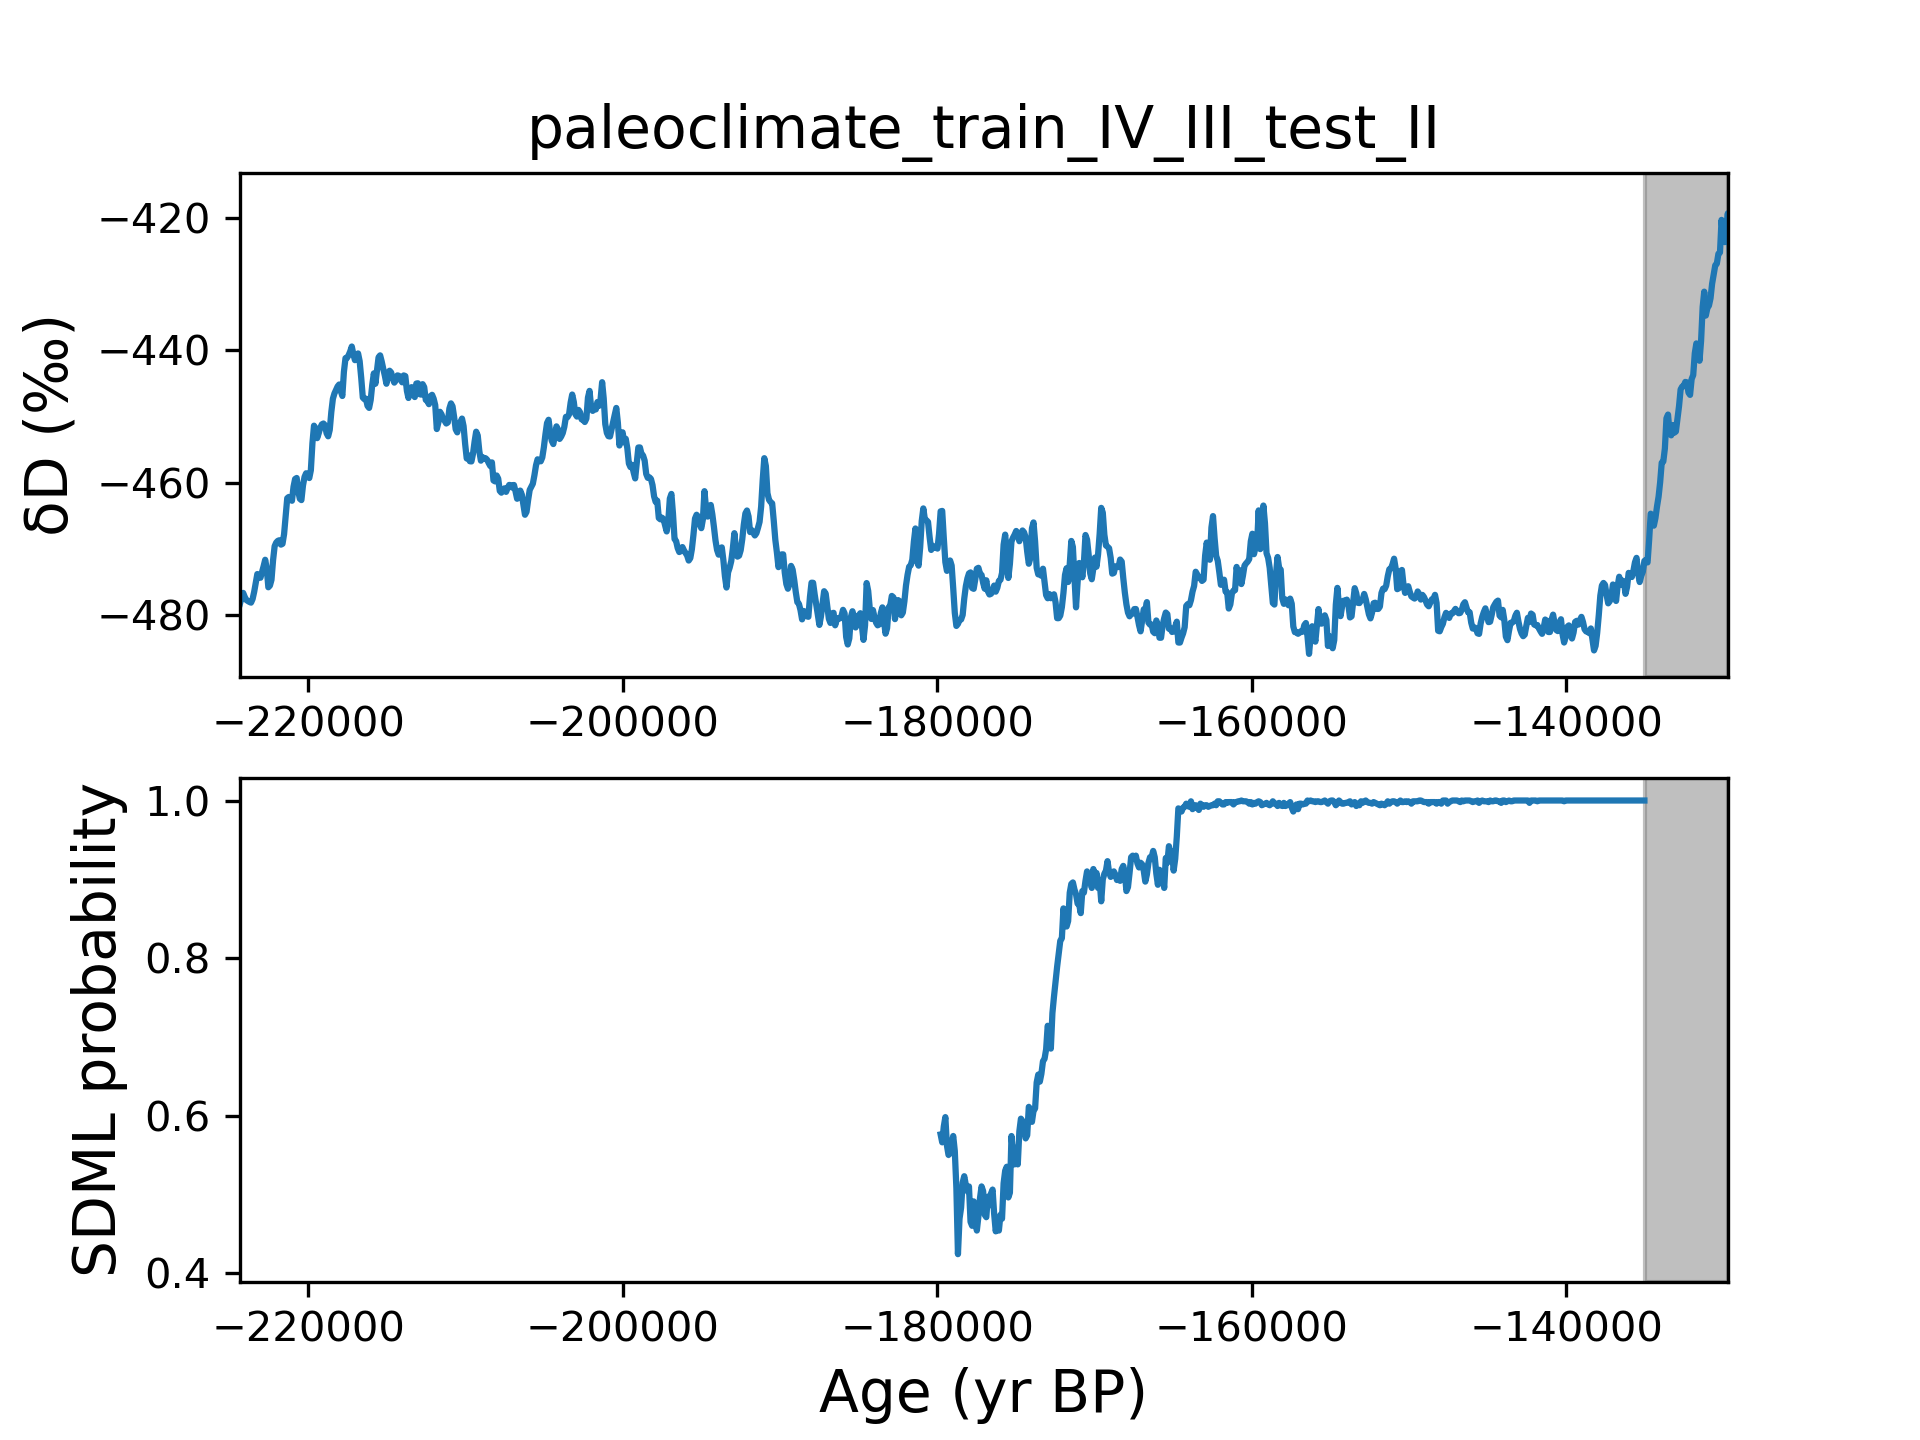 paleoclimate_train_IV_III_test_II
δD (‰)
−420
−440
−460
−480
−220000 −200000 −180000 −160000 −140000
SDML probability
1.0
0.8
0.6
0.4
−220000 −200000 −180000 −160000 −140000
Age (yr BP)